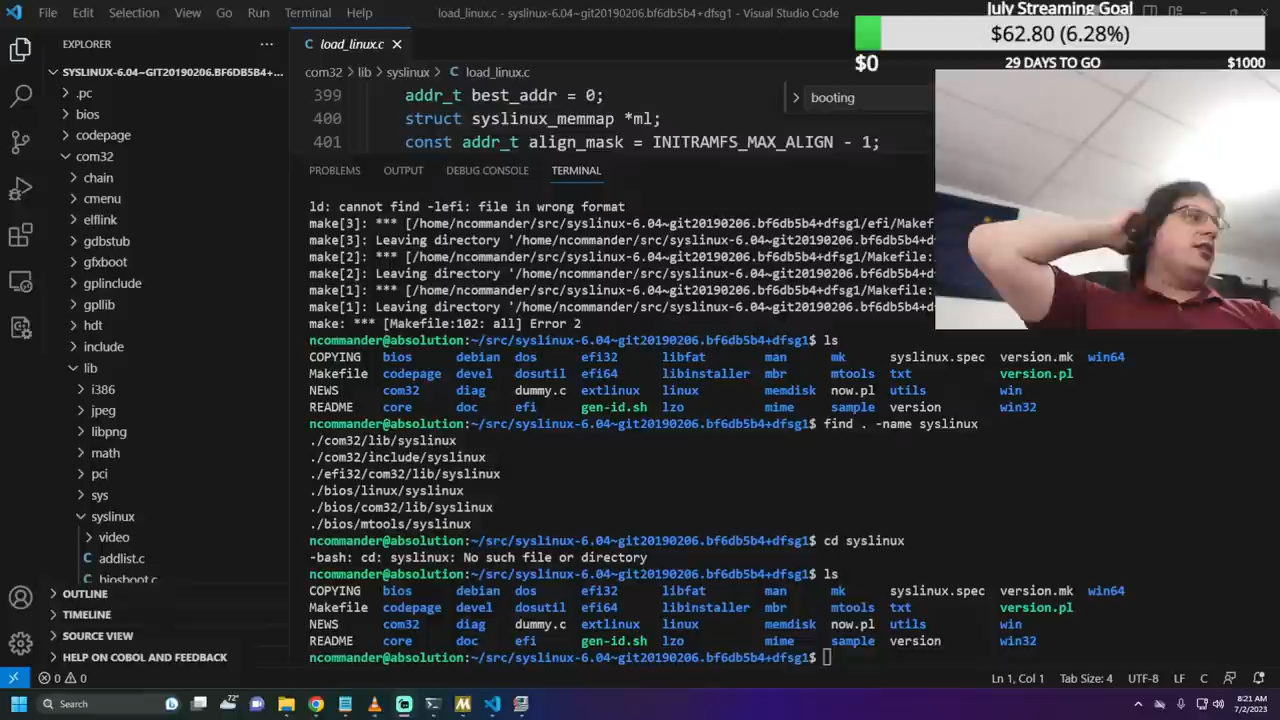 File Edit Selection View Go Run Terminal Help load_linux.c - syslinux-6.04~git20190206.bf6db5b4+dfsg1 - Visual Studio Code
July Streaming Goal
$62.80 (6.28%)
$0 29 DAYS TO GO $1000
EXPLORER
SYSLINUX-6.04~GIT20190206.BF6DB5B4+...
.pc
bios
codepage
com32
chain
cmenu
elflink
gdbstub
gfxboot
gplinclude
gpllib
hdt
include
lib
i386
jpeg
libpng
math
pci
sys
syslinux
video
addlist.c
biosboot.c
OUTLINE
TIMELINE
SOURCE VIEW
HELP ON COBOL AND FEEDBACK
C load_linux.c
com32 > lib > syslinux > C load_linux.c
booting
399 addr_t best_addr = 0;
400 struct syslinux_memmap *ml;
401 const addr_t align_mask = INITRAMFS_MAX_ALIGN - 1;
PROBLEMS OUTPUT DEBUG CONSOLE TERMINAL
ld: cannot find -lefi: file in wrong format
make[3]: *** [/home/ncommander/src/syslinux-6.04~git20190206.bf6db5b4+dfsg1/efi/Makef
make[3]: Leaving directory '/home/ncommander/src/syslinux-6.04~git20190206.bf6db5b4+d
make[2]: *** [/home/ncommander/src/syslinux-6.04~git20190206.bf6db5b4+dfsg1/Makefile:
make[2]: Leaving directory '/home/ncommander/src/syslinux-6.04~git20190206.bf6db5b4+d
make[1]: *** [/home/ncommander/src/syslinux-6.04~git20190206.bf6db5b4+dfsg1/Makefile:
make[1]: Leaving directory '/home/ncommander/src/syslinux-6.04~git20190206.bf6db5b4+d
make: *** [Makefile:102: all] Error 2
ncommander@absolution:~/src/syslinux-6.04~git20190206.bf6db5b4+dfsg1$ ls
COPYING bios debian dos efi32 libfat man mk syslinux.spec version.mk win64
Makefile codepage devel dosutil efi64 libinstaller mbr mtools txt version.pl
NEWS com32 diag dummy.c extlinux linux memdisk now.pl utils win
README core doc efi gen-id.sh lzo mime sample version win32
ncommander@absolution:~/src/syslinux-6.04~git20190206.bf6db5b4+dfsg1$ find . -name syslinux
./com32/lib/syslinux
./com32/include/syslinux
./efi32/com32/lib/syslinux
./bios/linux/syslinux
./bios/com32/lib/syslinux
./bios/mtools/syslinux
ncommander@absolution:~/src/syslinux-6.04~git20190206.bf6db5b4+dfsg1$ cd syslinux
-bash: cd: syslinux: No such file or directory
ncommander@absolution:~/src/syslinux-6.04~git20190206.bf6db5b4+dfsg1$ ls
COPYING bios debian dos efi32 libfat man mk syslinux.spec version.mk win64
Makefile codepage devel dosutil efi64 libinstaller mbr mtools txt version.pl
NEWS com32 diag dummy.c extlinux linux memdisk now.pl utils win
README core doc efi gen-id.sh lzo mime sample version win32
ncommander@absolution:~/src/syslinux-6.04~git20190206.bf6db5b4+dfsg1$
0 0 Ln 1, Col 1 Tab Size: 4 UTF-8 LF C
Search 72° 8:21 AM
7/2/2023